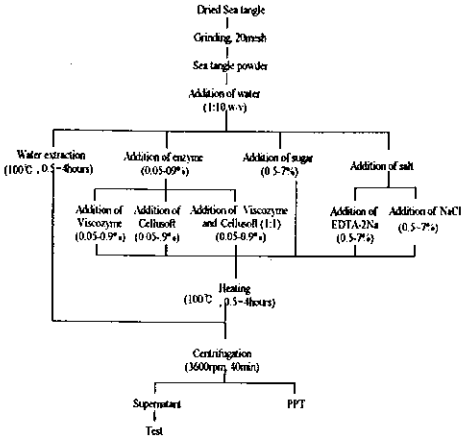 Dried Sea tangle
Grinding, 20mesh
Sea tangle powder
Addition of water
(1:10,w·v)
Water extraction
(100℃ , 0.5~4hours)
Addition of enzyme
(0.05-09%)
Addition of sugar
(0.5-7%)
Addition of salt
Addition of
Viscozyme
(0.05-0.9%)
Addition of
Cellusoft
(0.05-.9%)
Addition of Viscozyme
and Cellusoft (1:1)
(0.05-0.9%)
Addition of
EDTA-2Na
(0.5-7%)
Addition of NaCl
(0.5-7%)
Heating
(100℃ , 0.5~4hours)
Centrifugation
(3600rpm, 40min)
Supernatant
PPT
Test